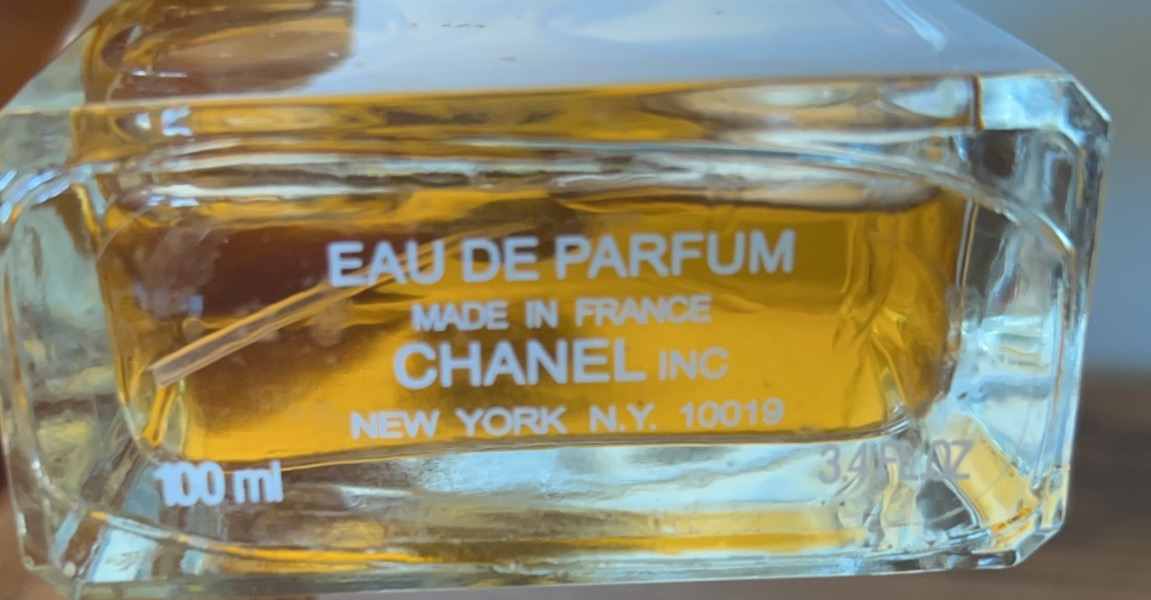 EAU DE PARFUM
MADE IN FRANCE
CHANEL INC
NEW YORK N.Y. 10019
100 ml
3.4 FL. OZ